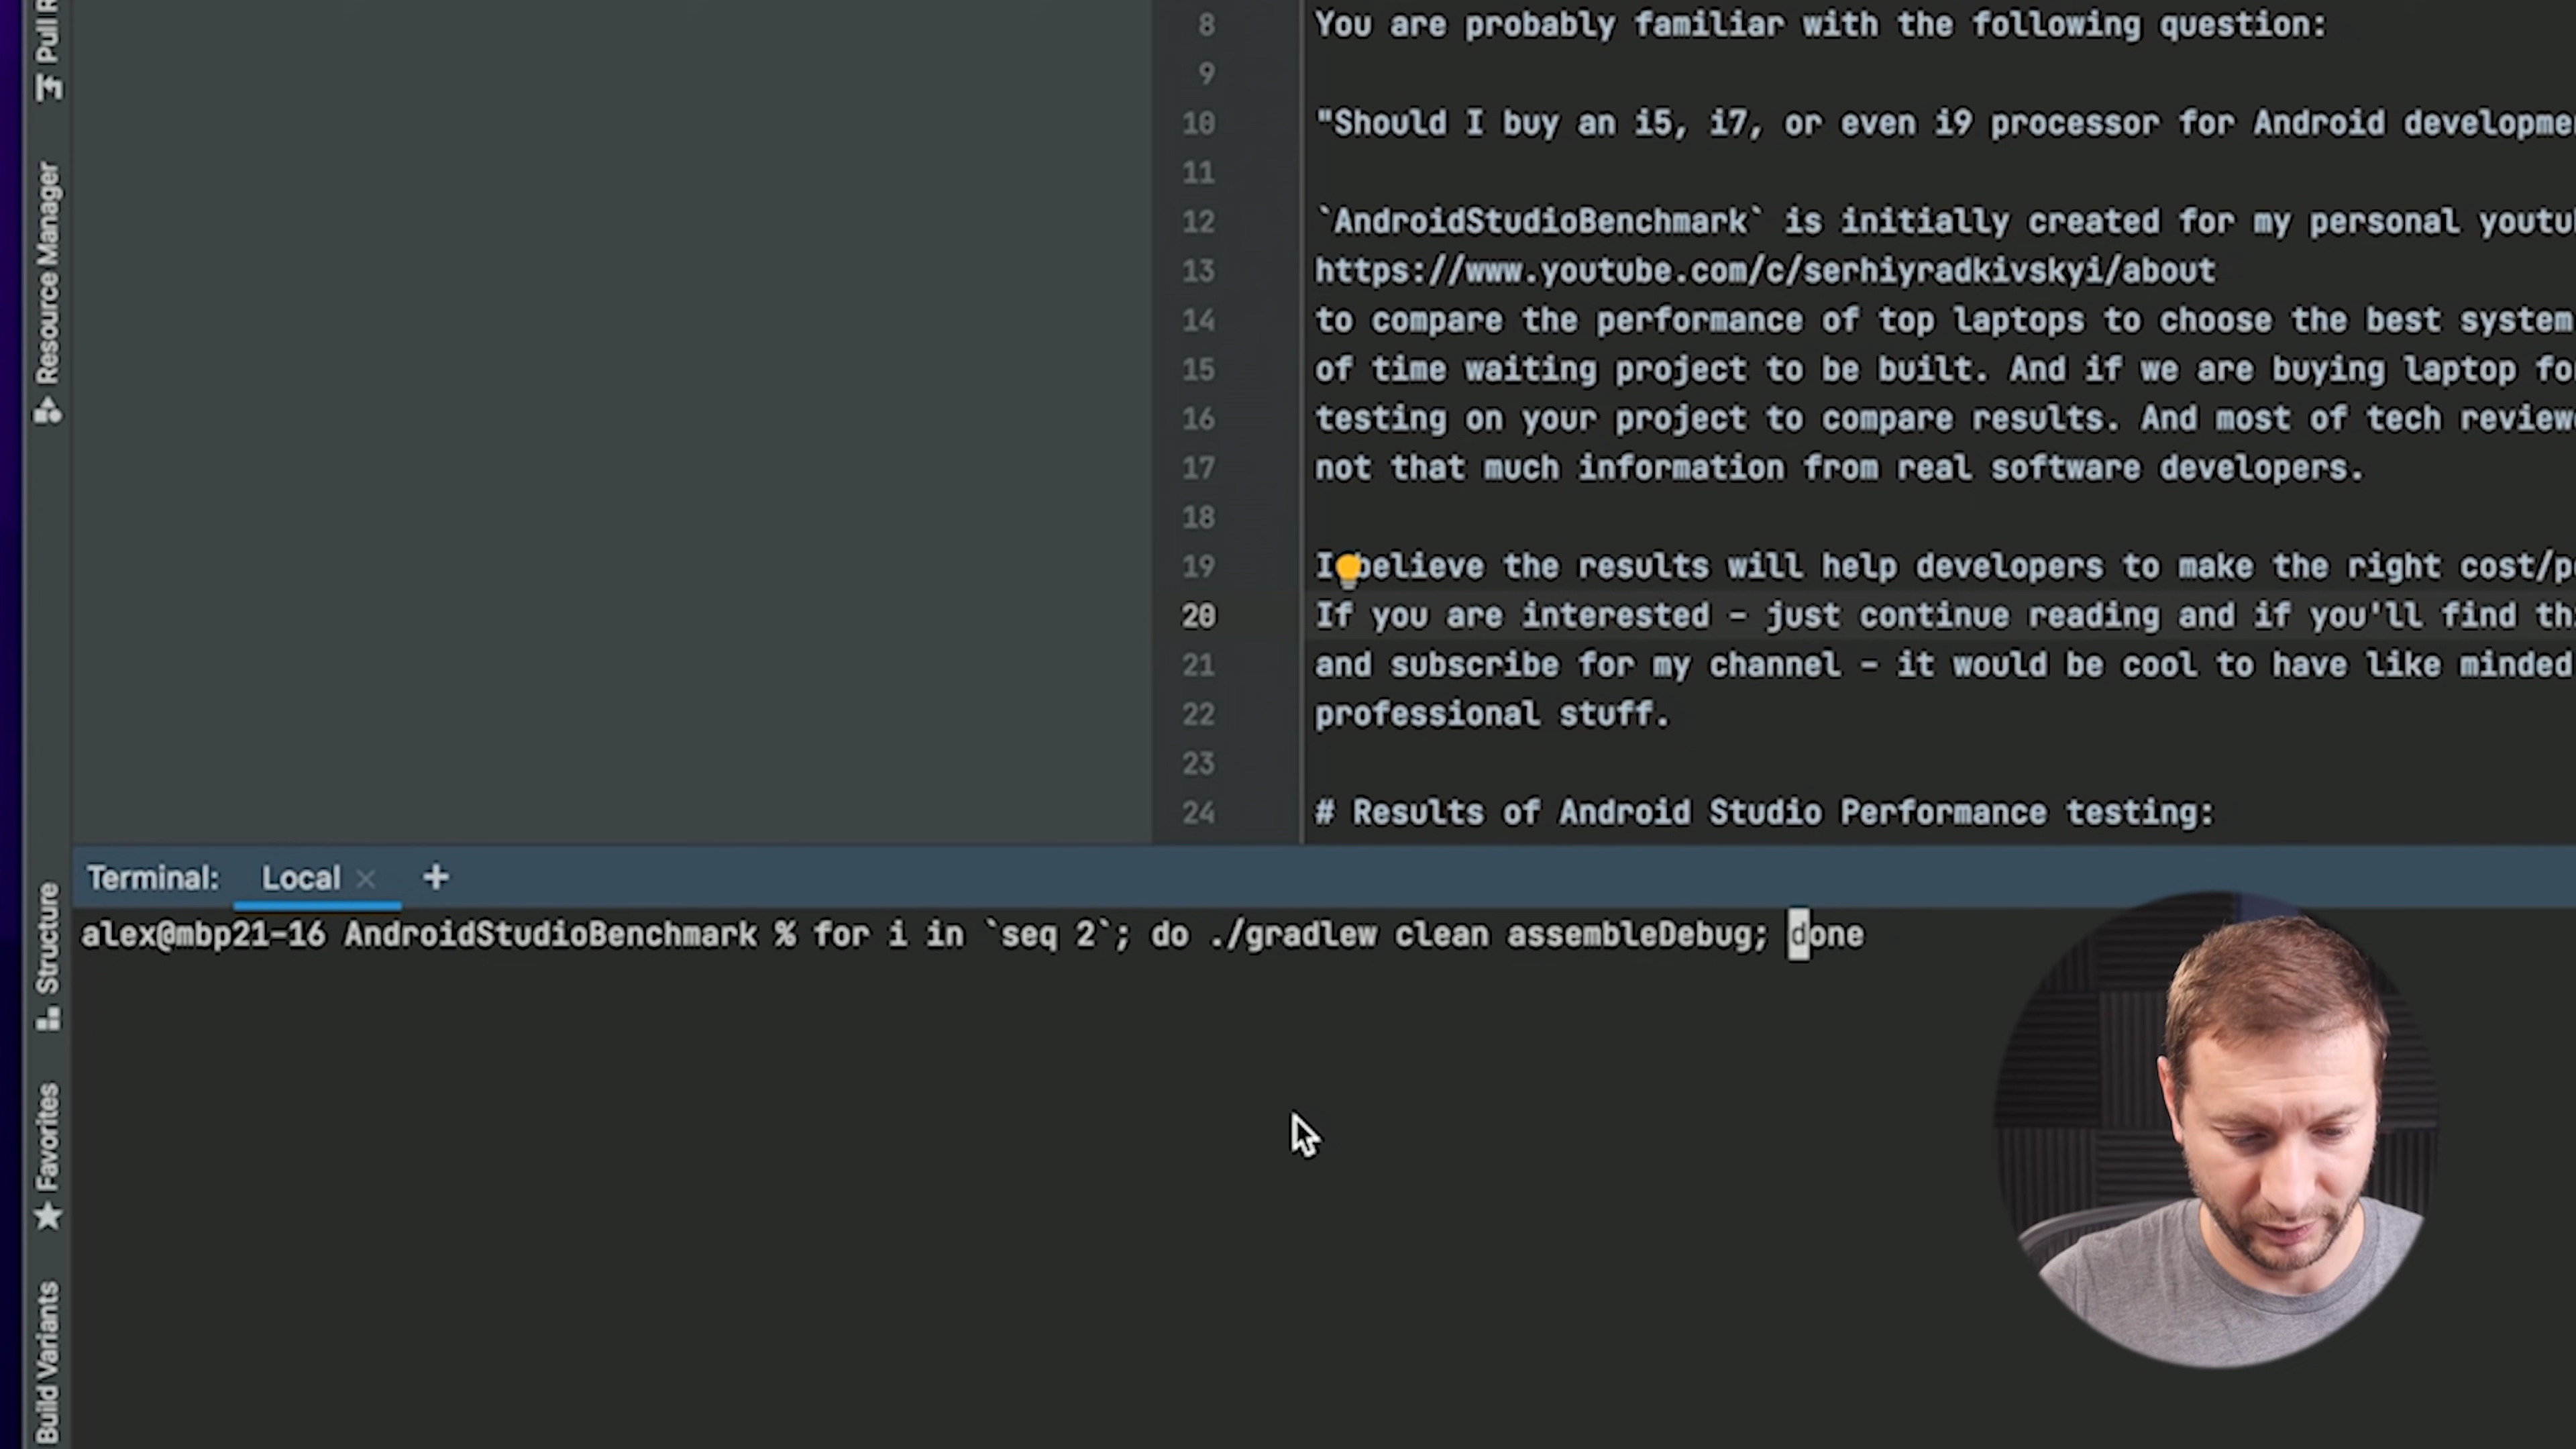 Pull R
Resource Manager
Structure
Favorites
Build Variants
8 You are probably familiar with the following question:
9
10 "Should I buy an i5, i7, or even i9 processor for Android developme
11
12 `AndroidStudioBenchmark` is initially created for my personal youtu
13 https://www.youtube.com/c/serhiyradkivskyi/about
14 to compare the performance of top laptops to choose the best system
15 of time waiting project to be built. And if we are buying laptop fo
16 testing on your project to compare results. And most of tech review
17 not that much information from real software developers.
18
19 I believe the results will help developers to make the right cost/p
20 If you are interested - just continue reading and if you'll find th
21 and subscribe for my channel - it would be cool to have like minded
22 professional stuff.
23
24 # Results of Android Studio Performance testing:
Terminal: Local × +
alex@mbp21-16 AndroidStudioBenchmark % for i in `seq 2`; do ./gradlew clean assembleDebug; done